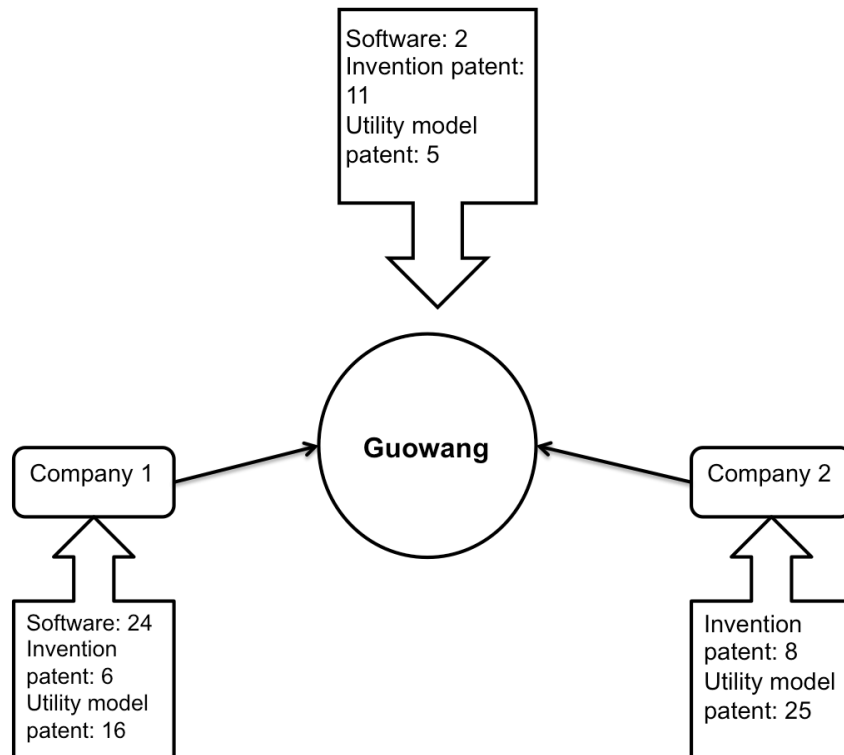 Software: 2
Invention patent:
11
Utility model
patent: 5
Guowang
Company 1
Company 2
Software: 24
Invention
patent: 6
Utility model
patent: 16
Invention
patent: 8
Utility model
patent: 25